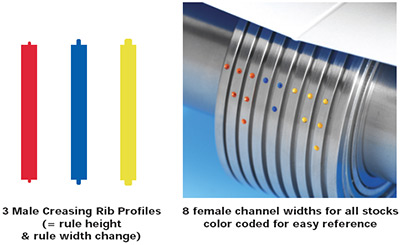 3 Male Creasing Rib Profiles
(= rule height
& rule width change)
8 female channel widths for all stocks
color coded for easy reference